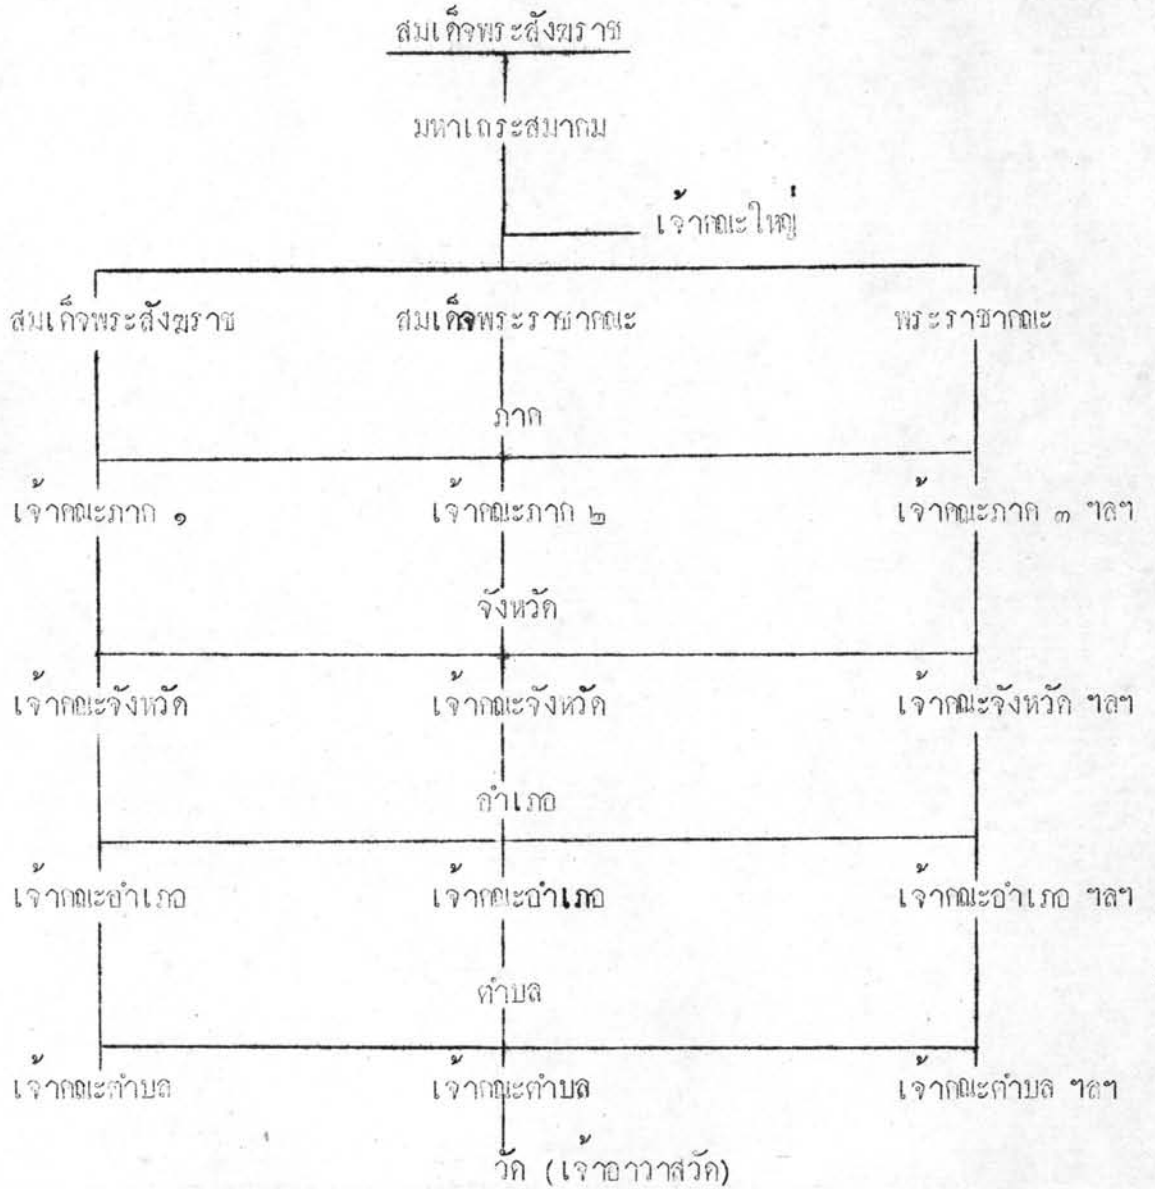 สมเด็จพระสังฆราช
มหาเถระสมาคม
เจ้าคณะใหญ่
สมเด็จพระสังฆราช สมเด็จพระราชาคณะ พระราชาคณะ
ภาค
เจ้าคณะภาค ๑ เจ้าคณะภาค ๒ เจ้าคณะภาค ๓ ฯลฯ
จังหวัด
เจ้าคณะจังหวัด เจ้าคณะจังหวัด เจ้าคณะจังหวัด ฯลฯ
อำเภอ
เจ้าคณะอำเภอ เจ้าคณะอำเภอ เจ้าคณะอำเภอ ฯลฯ
ตำบล
เจ้าคณะตำบล เจ้าคณะตำบล เจ้าคณะตำบล ฯลฯ
วัด (เจ้าอาวาสวัด)